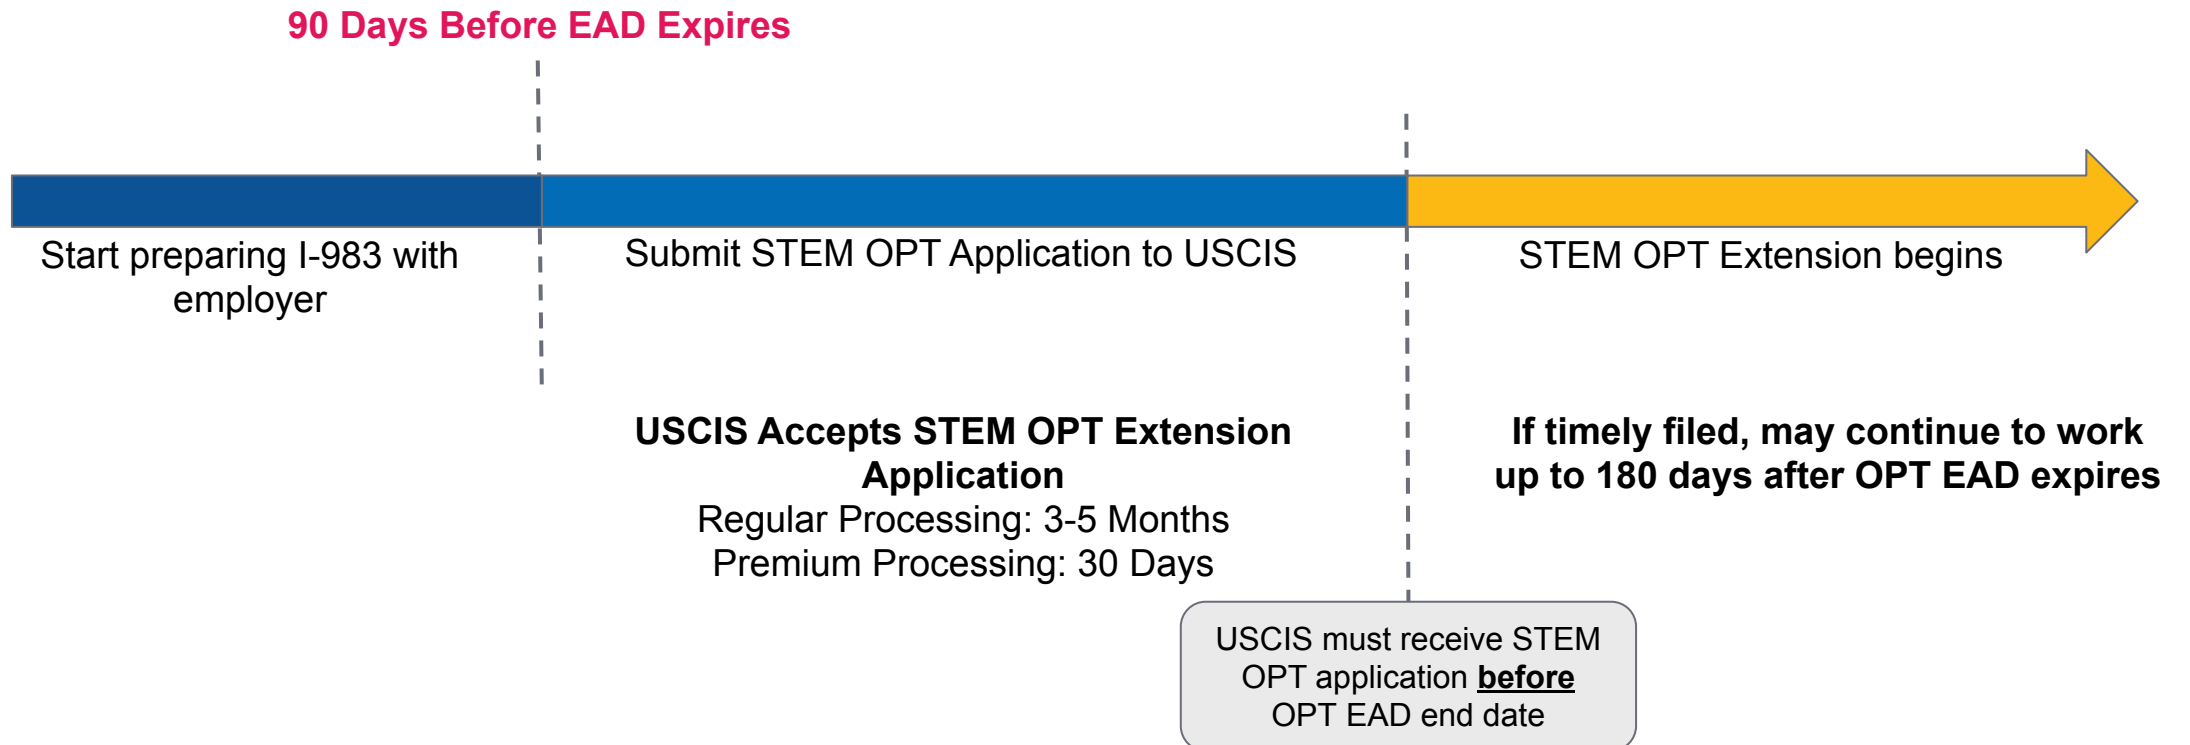 90 Days Before EAD Expires
Start preparing I-983 with
employer
Submit STEM OPT Application to USCIS
STEM OPT Extension begins
USCIS Accepts STEM OPT Extension
Application
Regular Processing: 3-5 Months
Premium Processing: 30 Days
If timely filed, may continue to work
up to 180 days after OPT EAD expires
USCIS must receive STEM
OPT application before
OPT EAD end date